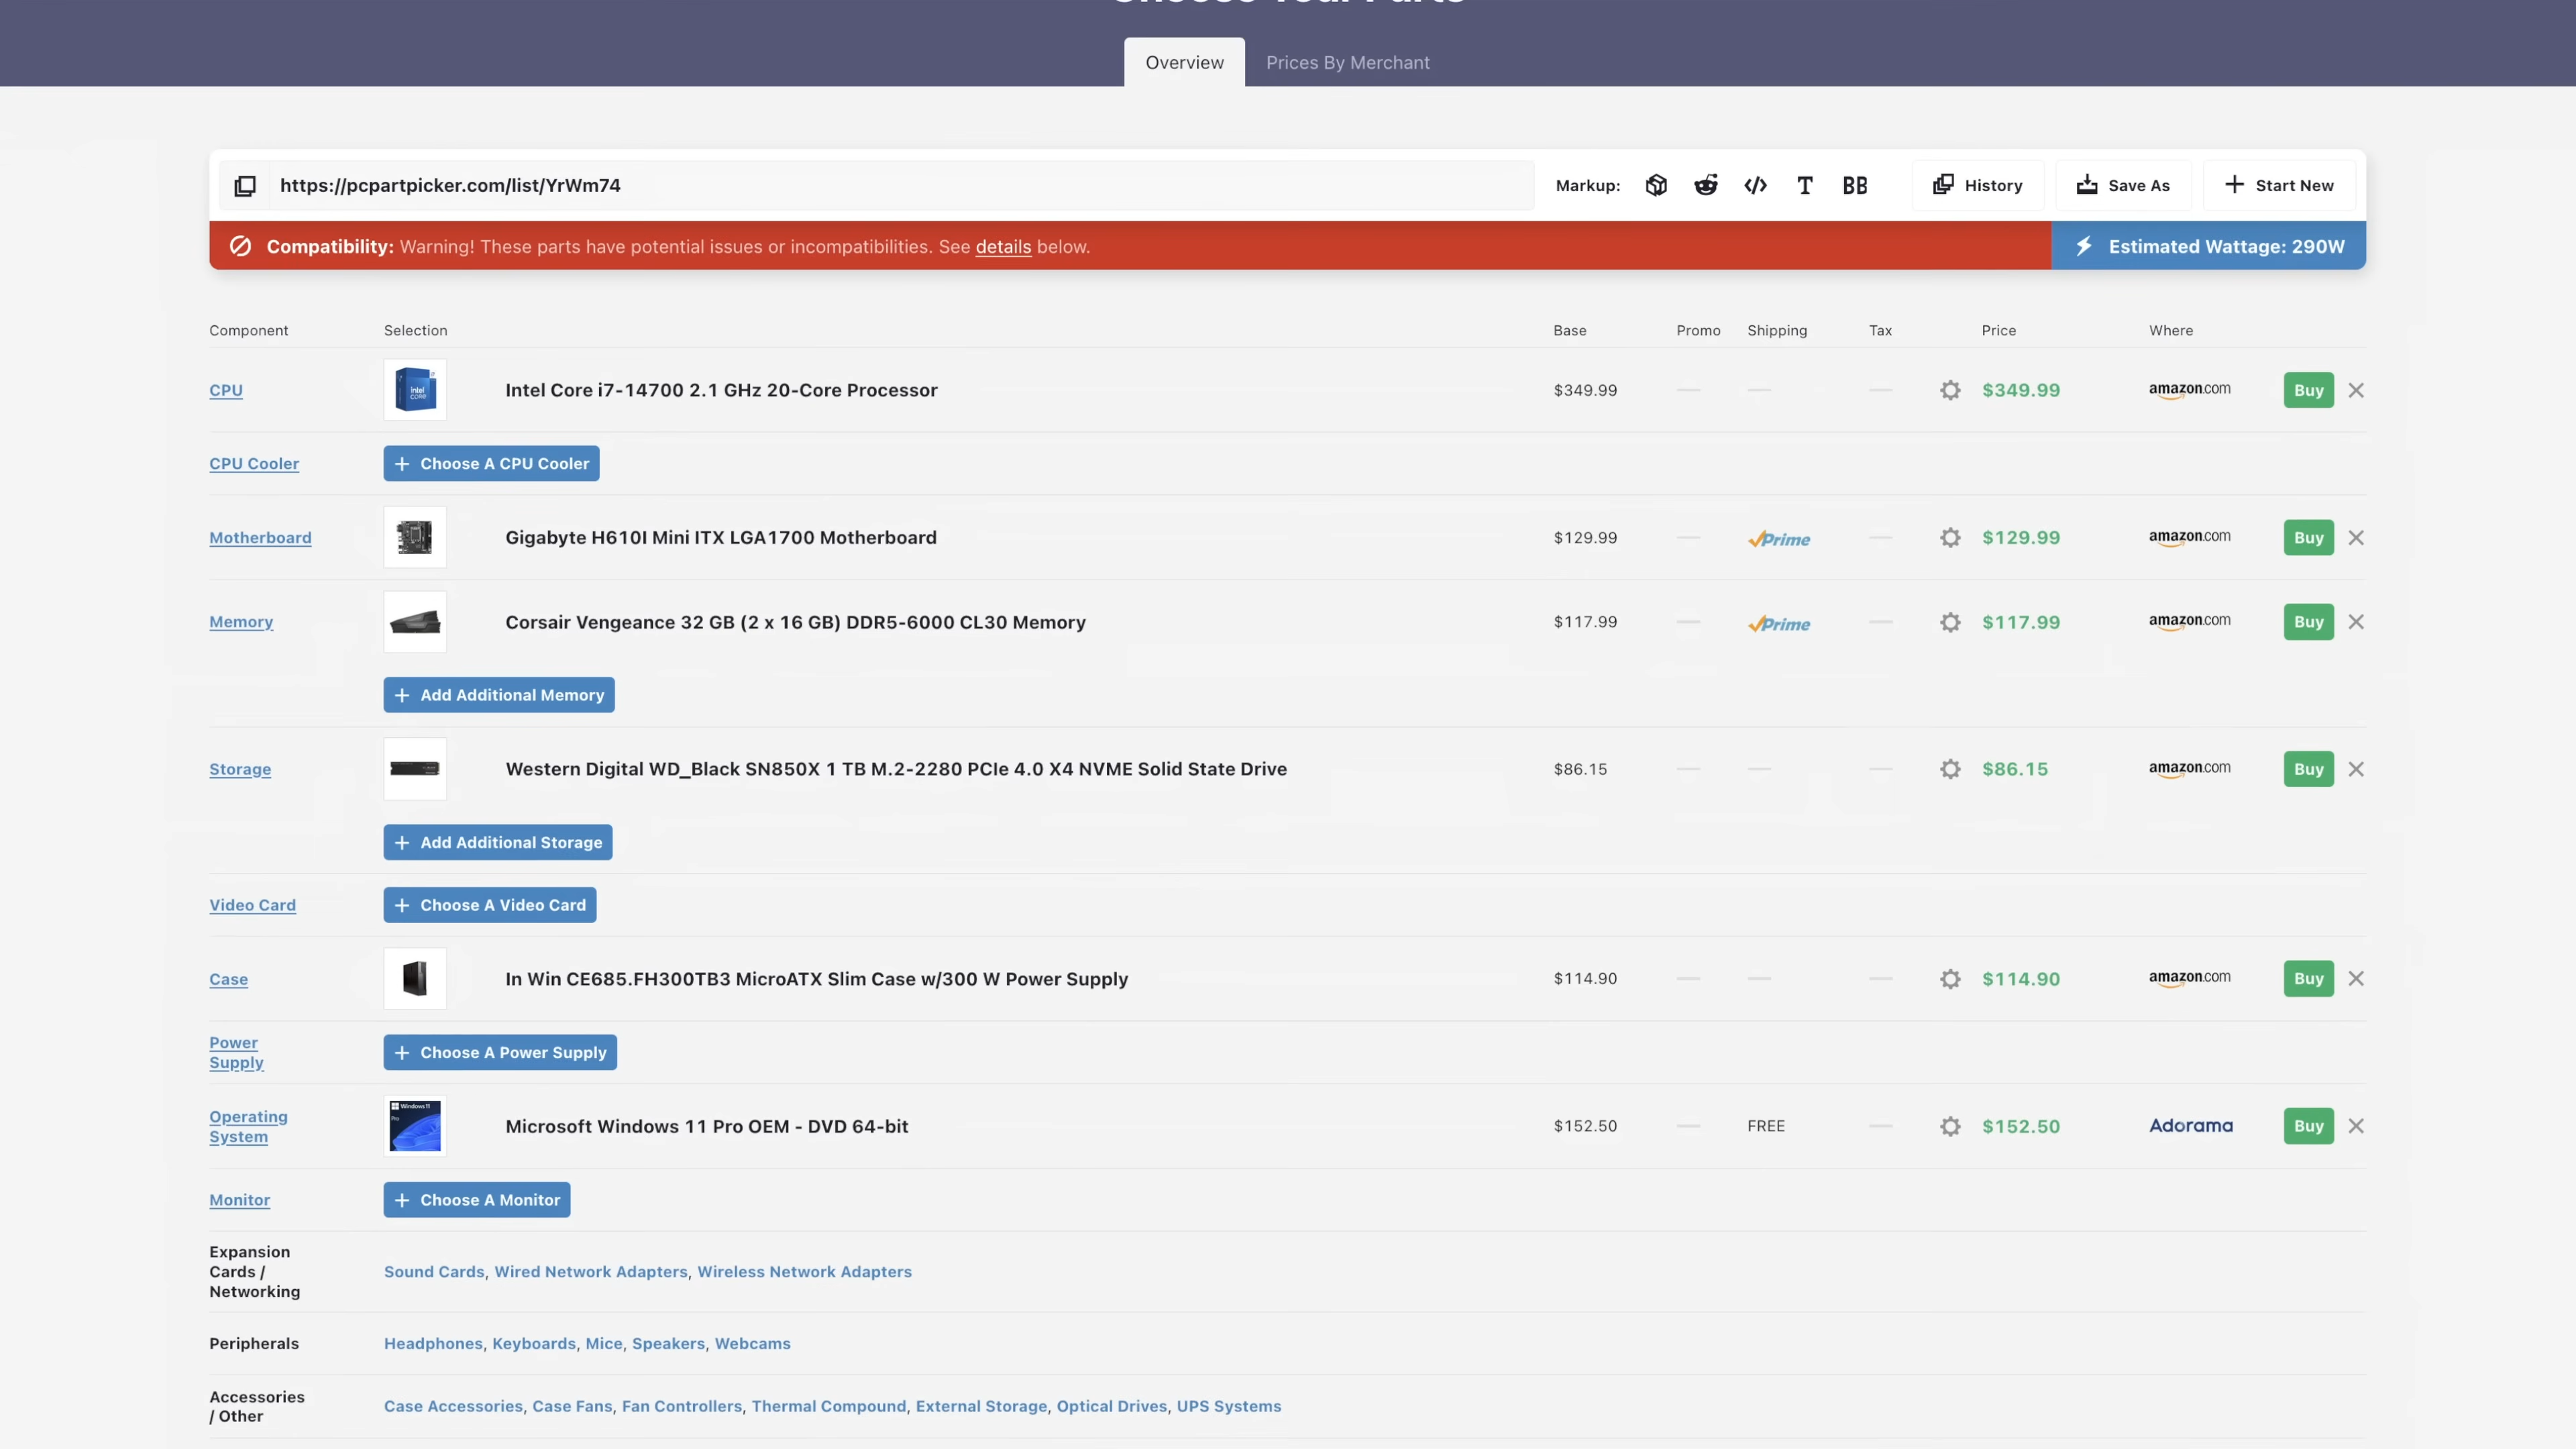 Choose Your Parts
Overview Prices By Merchant
https://pcpartpicker.com/list/YrWm74 Markup: BB History Save As Start New
Compatibility: Warning! These parts have potential issues or incompatibilities. See details below. Estimated Wattage: 290W
Component Selection Base Promo Shipping Tax Price Where
CPU Intel Core i7-14700 2.1 GHz 20-Core Processor $349.99 $349.99 amazon.com Buy
CPU Cooler + Choose A CPU Cooler
Motherboard Gigabyte H610I Mini ITX LGA1700 Motherboard $129.99 Prime $129.99 amazon.com Buy
Memory Corsair Vengeance 32 GB (2 x 16 GB) DDR5-6000 CL30 Memory $117.99 Prime $117.99 amazon.com Buy
+ Add Additional Memory
Storage Western Digital WD_Black SN850X 1 TB M.2-2280 PCIe 4.0 X4 NVME Solid State Drive $86.15 $86.15 amazon.com Buy
+ Add Additional Storage
Video Card + Choose A Video Card
Case In Win CE685.FH300TB3 MicroATX Slim Case w/300 W Power Supply $114.90 $114.90 amazon.com Buy
Power Supply + Choose A Power Supply
Operating System Microsoft Windows 11 Pro OEM - DVD 64-bit $152.50 FREE $152.50 Adorama Buy
Monitor + Choose A Monitor
Expansion Cards / Networking Sound Cards, Wired Network Adapters, Wireless Network Adapters
Peripherals Headphones, Keyboards, Mice, Speakers, Webcams
Accessories / Other Case Accessories, Case Fans, Fan Controllers, Thermal Compound, External Storage, Optical Drives, UPS Systems